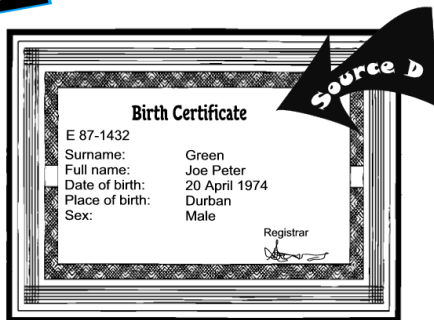 Source D
Birth Certificate
E 87-1432
Surname: Green
Full name: Joe Peter
Date of birth: 20 April 1974
Place of birth: Durban
Sex: Male
Registrar